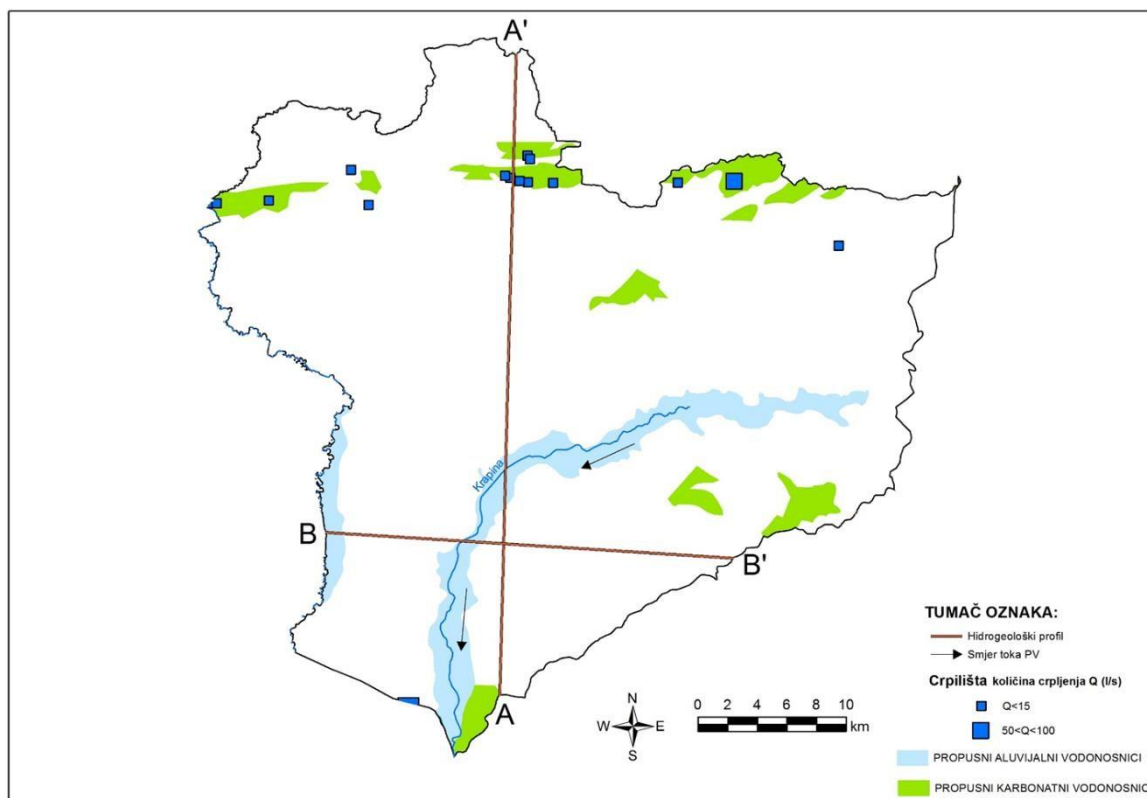 A'
Krapina
B
B'
A
N
W E
S
0 2 4 6 8 10
km
TUMAČ OZNAKA:
Hidrogeološki profil
Smjer toka PV
Crpilišta količina crpljenja Q (l/s)
Q<15
50<Q<100
PROPUSNI ALUVIJALNI VODONOSNICI
PROPUSNI KARBONATNI VODONOSNIC